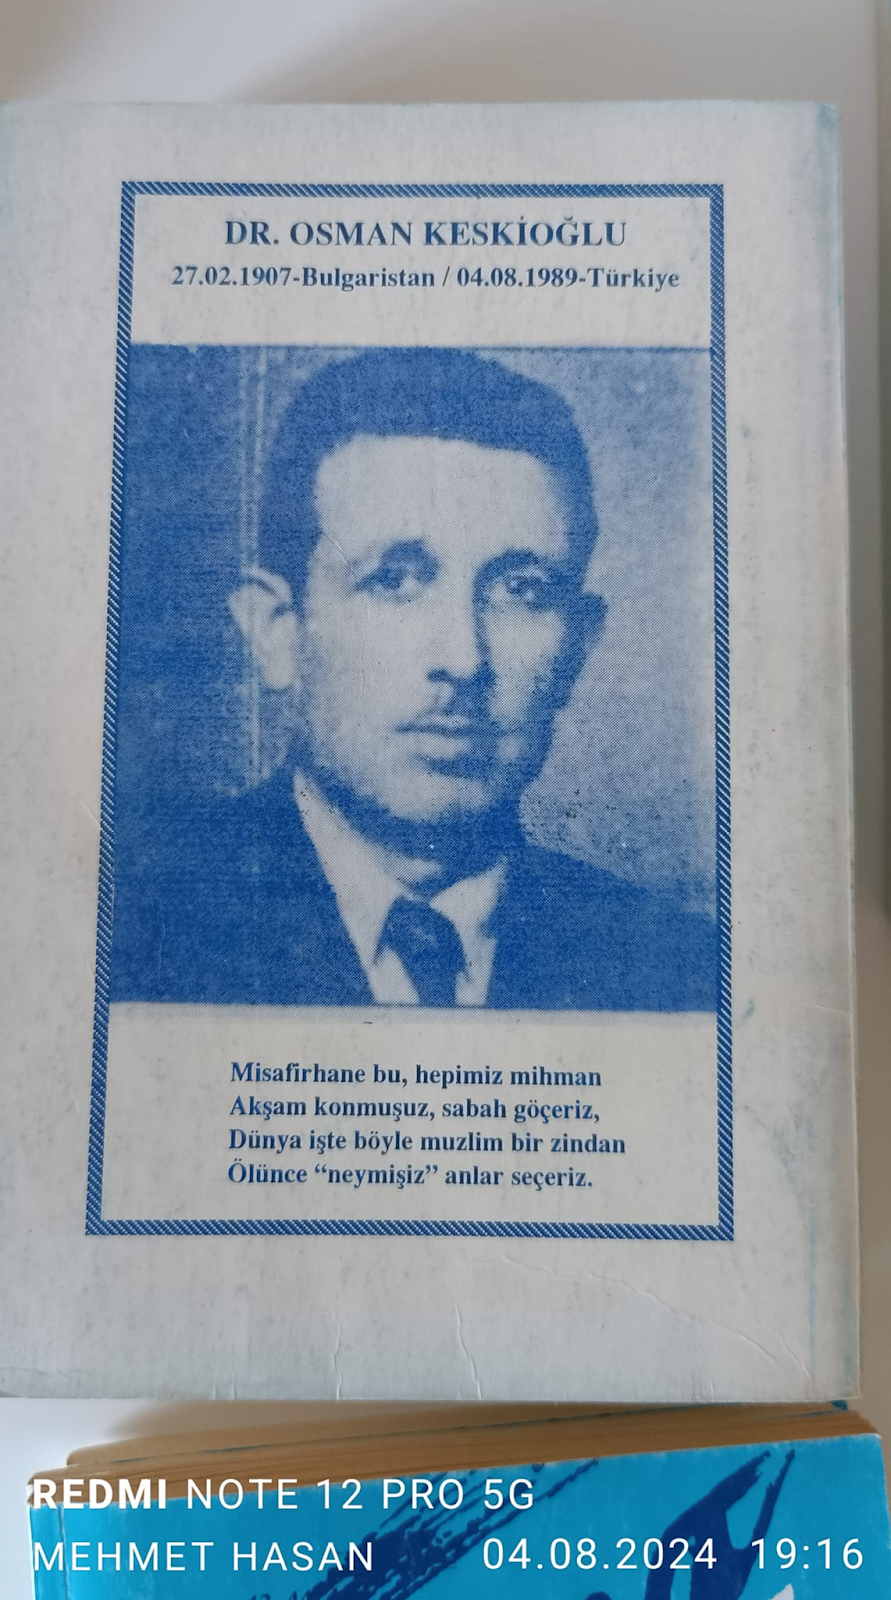 DR. OSMAN KESKİOĞLU
27.02.1907-Bulgaristan / 04.08.1989-Türkiye
Misafirhane bu, hepimiz mihman
Akşam konmuşuz, sabah göçeriz,
Dünya işte böyle muzlim bir zindan
Ölünce “neymişiz” anlar seçeriz.
REDMI NOTE 12 PRO 5G
MEHMET HASAN 04.08.2024 19:16